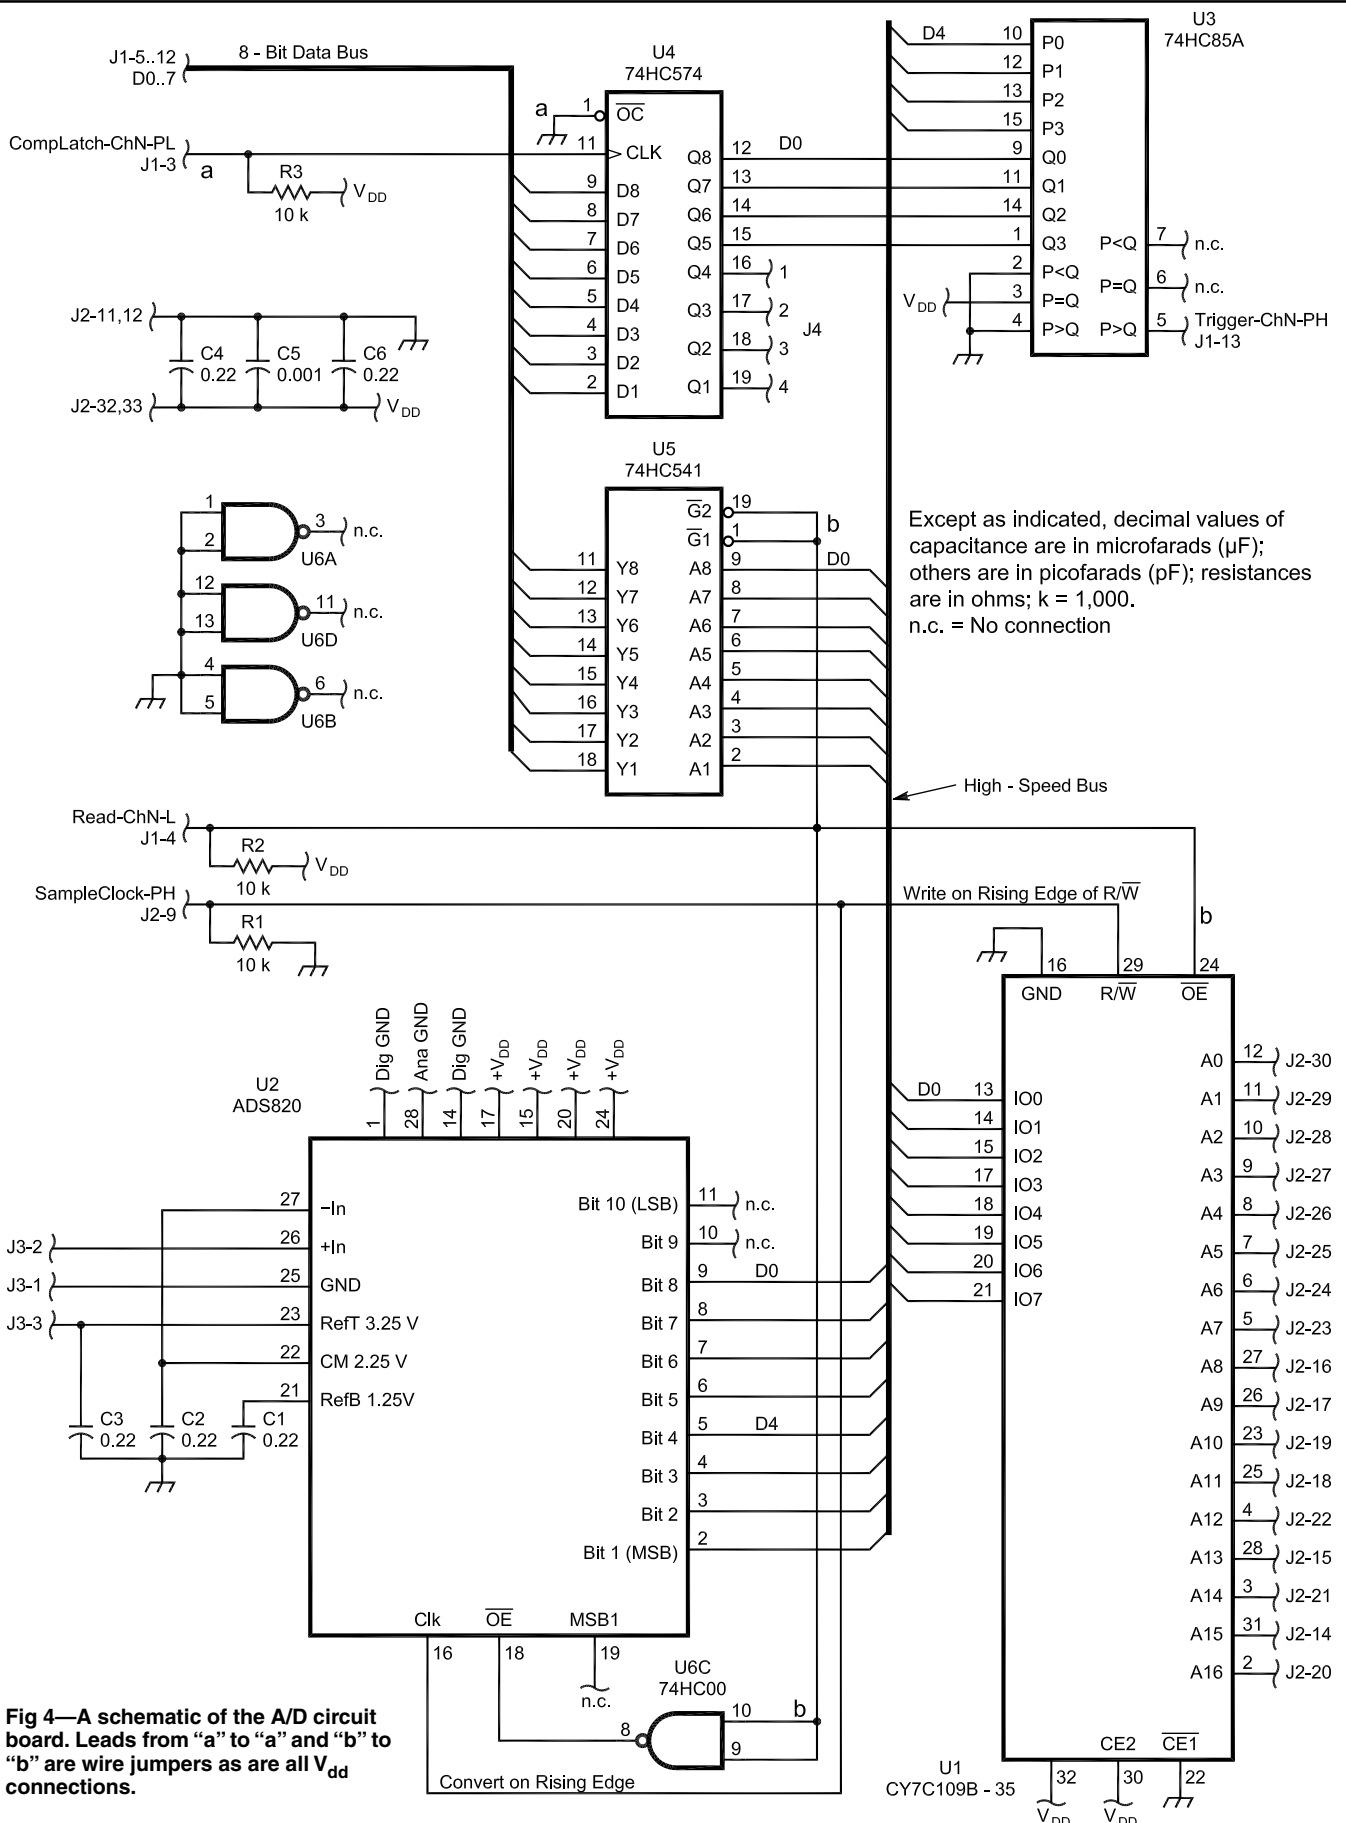 J1-5..12
D0..7
8 - Bit Data Bus
CompLatch-ChN-PL
J1-3
a
R3
10 k
VDD
J2-11,12
C4
0.22
C5
0.001
C6
0.22
J2-32,33
VDD
U4
74HC574
a
1
OC
11
CLK
9 D8
8 D7
7 D6
6 D5
5 D4
4 D3
3 D2
2 D1
Q8 12 D0
Q7 13
Q6 14
Q5 15
Q4 16 1
Q3 17 2
J4
Q2 18 3
Q1 19 4
U3
74HC85A
D4 10 P0
12 P1
13 P2
15 P3
9 Q0
11 Q1
14 Q2
1 Q3
2 P<Q
VDD 3 P=Q
4 P>Q
P<Q 7 n.c.
P=Q 6 n.c.
P>Q 5 Trigger-ChN-PH
J1-13
1
2
3 n.c.
U6A
12
13
11 n.c.
U6D
4
5
6 n.c.
U6B
U5
74HC541
G2 19
G1 1
b
A8 9 D0
A7 8
A6 7
A5 6
A4 5
A3 4
A2 3
A1 2
11 Y8
12 Y7
13 Y6
14 Y5
15 Y4
16 Y3
17 Y2
18 Y1
Except as indicated, decimal values of
capacitance are in microfarads (µF);
others are in picofarads (pF); resistances
are in ohms; k = 1,000.
n.c. = No connection
High - Speed Bus
Read-ChN-L
J1-4
R2
10 k
VDD
SampleClock-PH
J2-9
R1
10 k
Write on Rising Edge of R/W
b
U2
ADS820
Dig GND
Ana GND
Dig GND
+VDD
+VDD
+VDD
+VDD
1
28
14
17
15
20
24
27 –In
J3-2 26 +In
J3-1 25 GND
J3-3 23 RefT 3.25 V
22 CM 2.25 V
21 RefB 1.25V
C3
0.22
C2
0.22
C1
0.22
Bit 10 (LSB) 11 n.c.
Bit 9 10 n.c.
Bit 8 9 D0
Bit 7 8
Bit 6 7
Bit 5 6
Bit 4 5 D4
Bit 3 4
Bit 2 3
Bit 1 (MSB) 2
Clk
OE
MSB1
16
18
19
n.c.
U6C
74HC00
10
b
8
9
Convert on Rising Edge
16
29
24
GND
R/W
OE
D0 13 IO0
14 IO1
15 IO2
17 IO3
18 IO4
19 IO5
20 IO6
21 IO7
A0 12 J2-30
A1 11 J2-29
A2 10 J2-28
A3 9 J2-27
A4 8 J2-26
A5 7 J2-25
A6 6 J2-24
A7 5 J2-23
A8 27 J2-16
A9 26 J2-17
A10 23 J2-19
A11 25 J2-18
A12 4 J2-22
A13 28 J2-15
A14 3 J2-21
A15 31 J2-14
A16 2 J2-20
CE2
CE1
U1
CY7C109B - 35
32
30
22
VDD
VDD
Fig 4—A schematic of the A/D circuit
board. Leads from “a” to “a” and “b” to
“b” are wire jumpers as are all Vdd
connections.